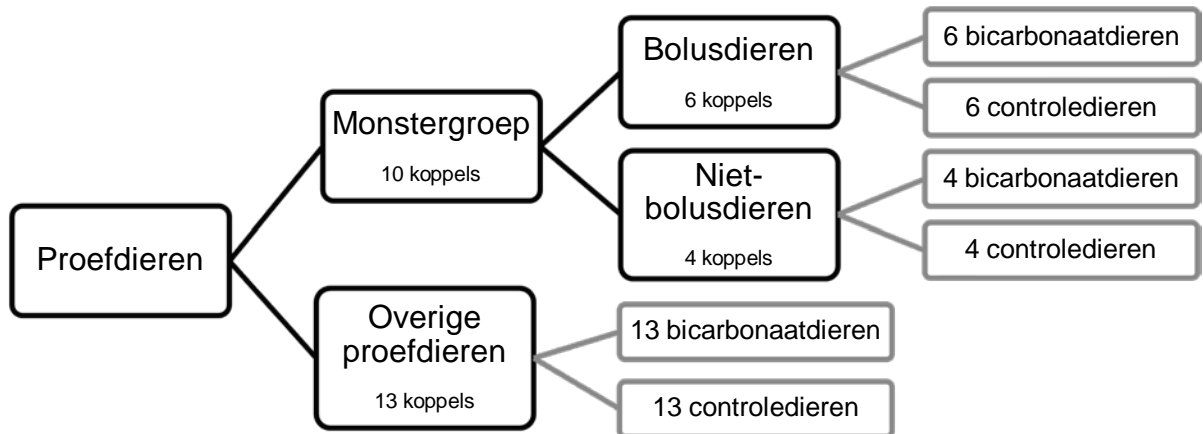 Proefdieren
Monstergroep
10 koppels
Bolusdieren
6 koppels
6 bicarbonaatdieren
6 controledieren
Niet-
bolusdieren
4 koppels
4 bicarbonaatdieren
4 controledieren
Overige
proefdieren
13 koppels
13 bicarbonaatdieren
13 controledieren